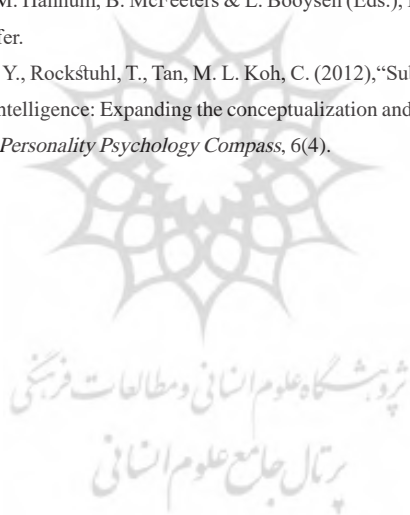 M. Hannum, B. McFeeters & L. Booysen (Eds.),
fer.
Y., Rockstuhl, T., Tan, M. L. Koh, C. (2012),“Sub
ntelligence: Expanding the conceptualization and
Personality Psychology Compass, 6(4).
پژوهشگاه علوم انسانی و مطالعات فرهنگی
پرتال جامع علوم انسانی